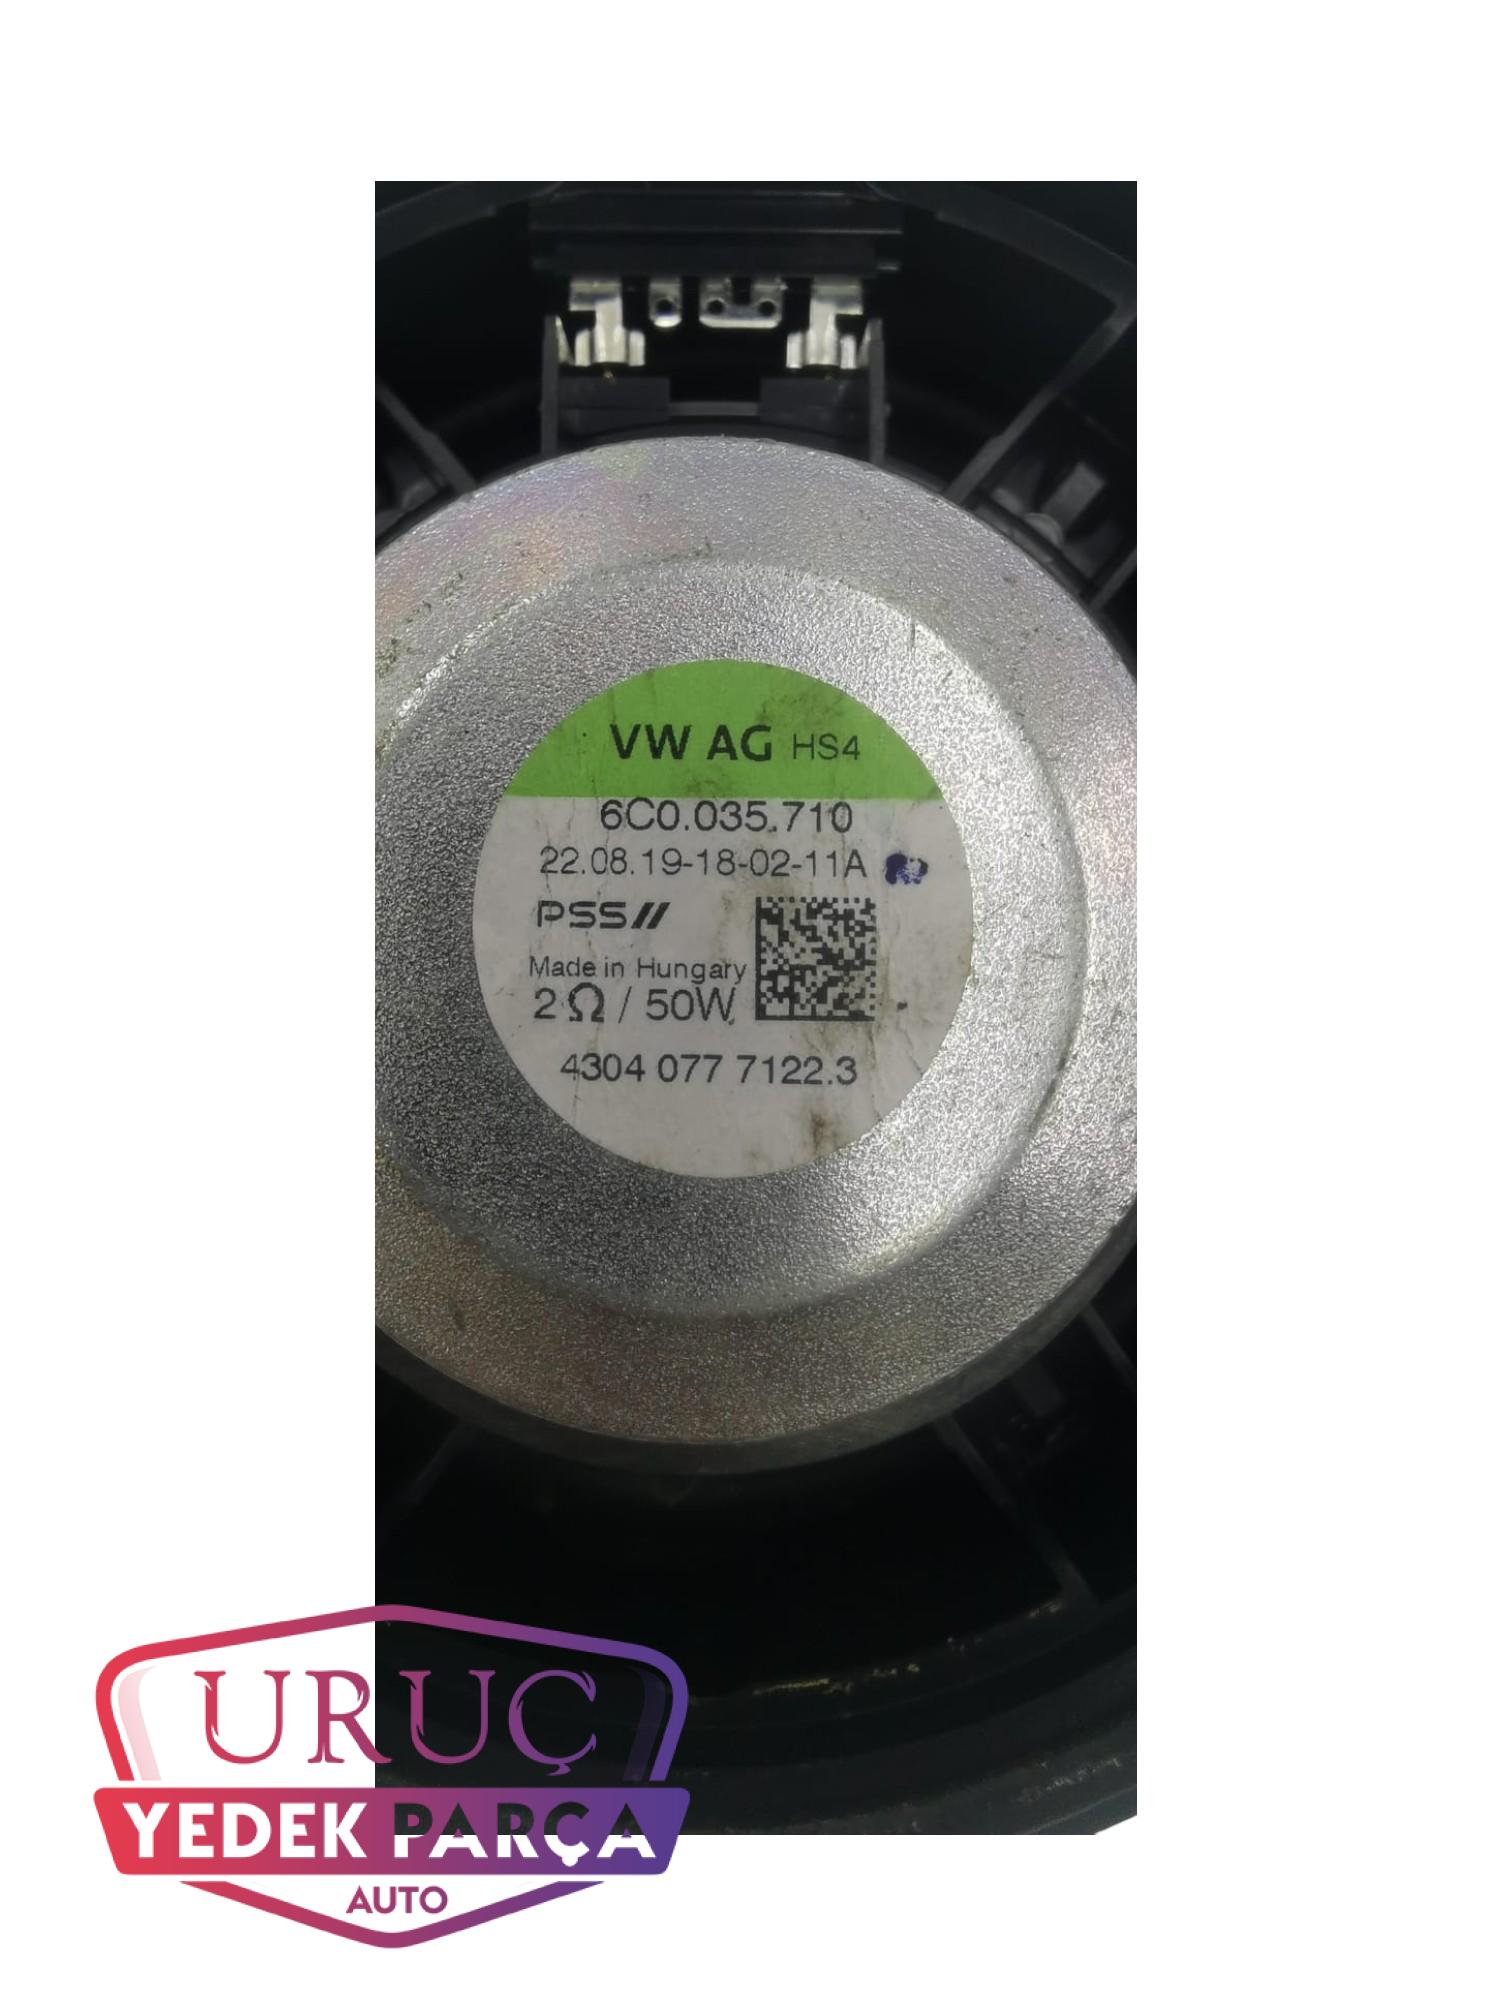 VW AG HS4
6C0.035.710
22.08.19-18-02-11A
PSS//
Made in Hungary
2 Ω / 50W
4304 077 7122.3
URUÇ
YEDEK PARÇA
AUTO